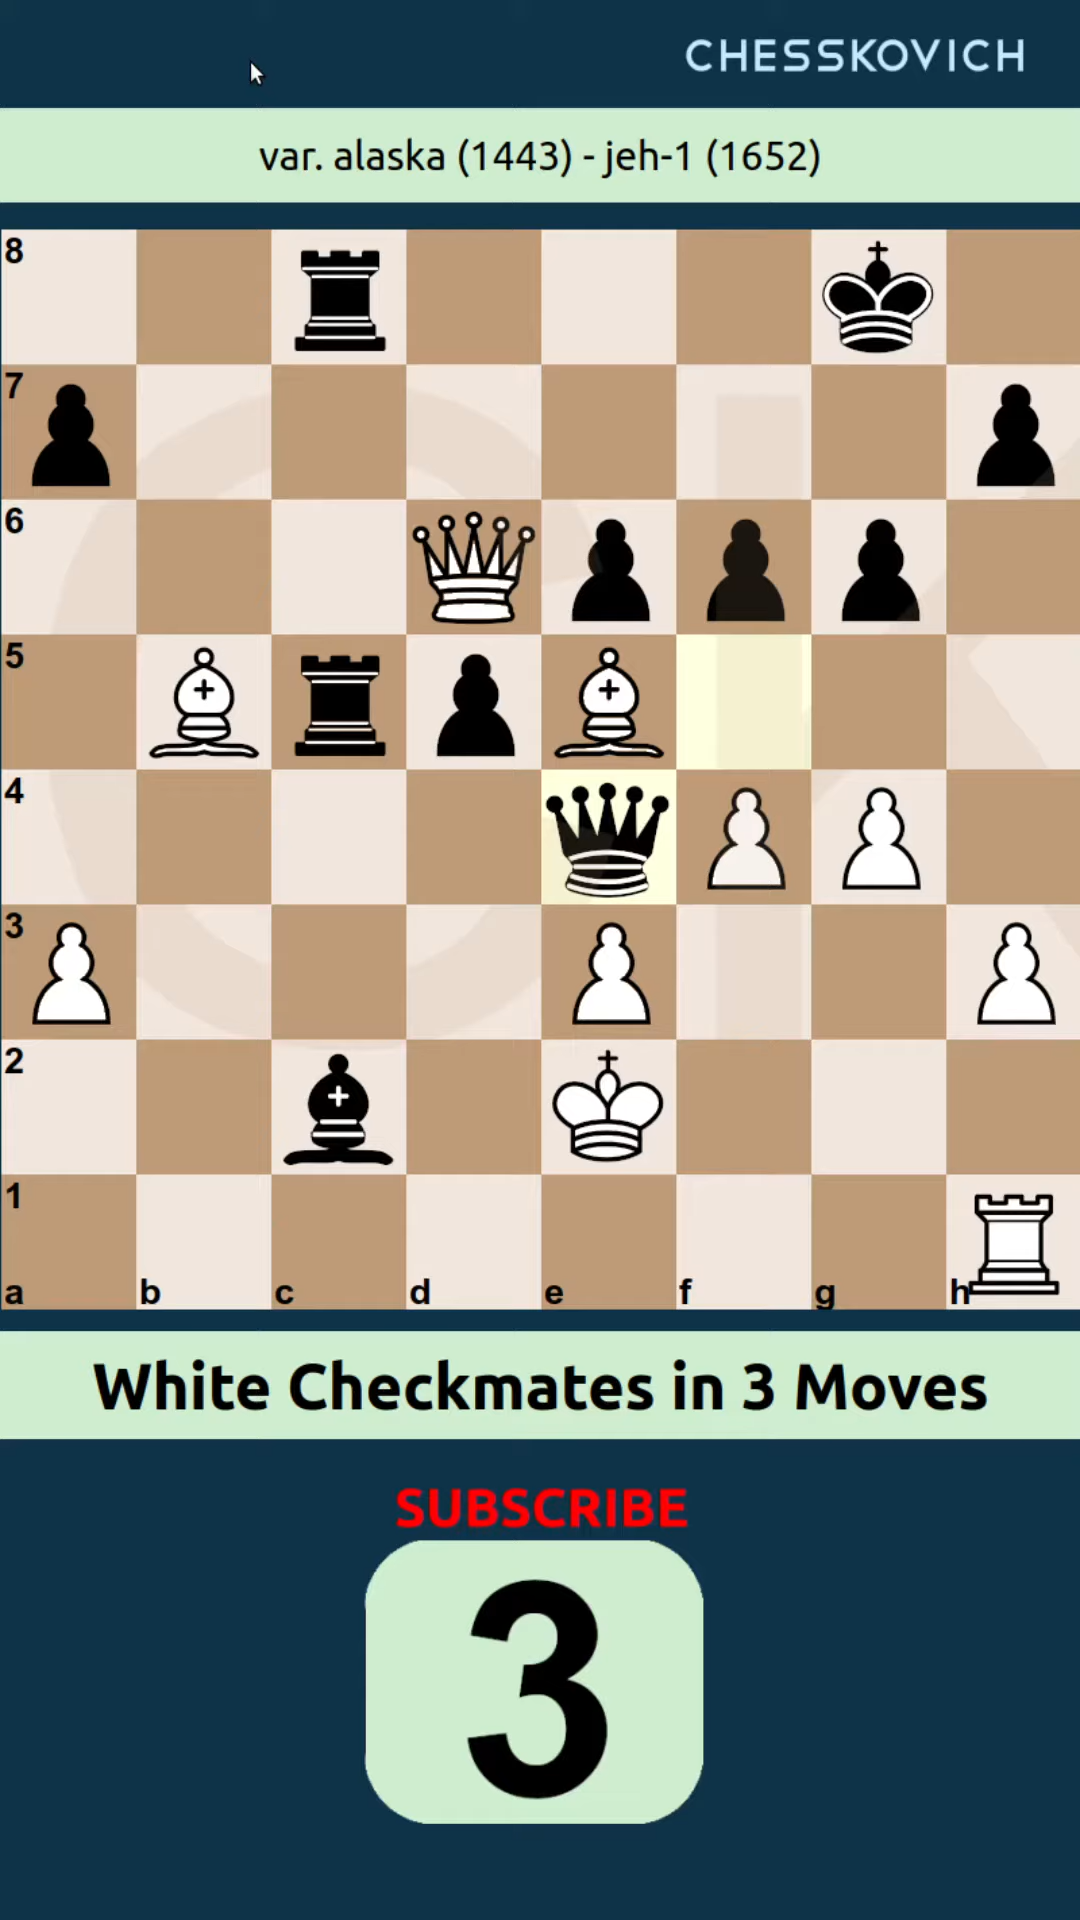 CHESSKOVICH
var. alaska (1443) - jeh-1 (1652)
8
7
6
5
4
3
2
1
a b c d e f g h
White Checkmates in 3 Moves
SUBSCRIBE
3